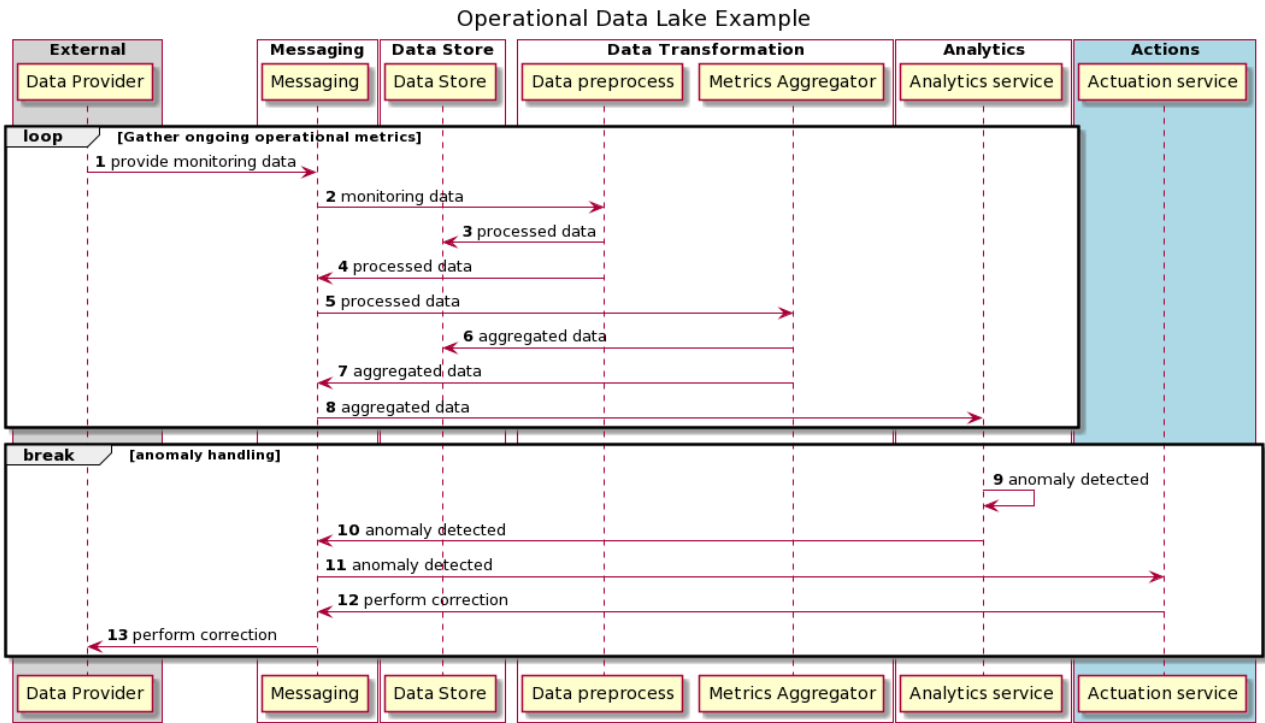 Operational Data Lake Example
External Messaging Data Store Data Transformation Analytics Actions
Data Provider Messaging Data Store Data preprocess Metrics Aggregator Analytics service Actuation service
loop [Gather ongoing operational metrics]
1 provide monitoring data
2 monitoring data
3 processed data
4 processed data
5 processed data
6 aggregated data
7 aggregated data
8 aggregated data
break [anomaly handling]
9 anomaly detected
10 anomaly detected
11 anomaly detected
12 perform correction
13 perform correction
Data Provider Messaging Data Store Data preprocess Metrics Aggregator Analytics service Actuation service